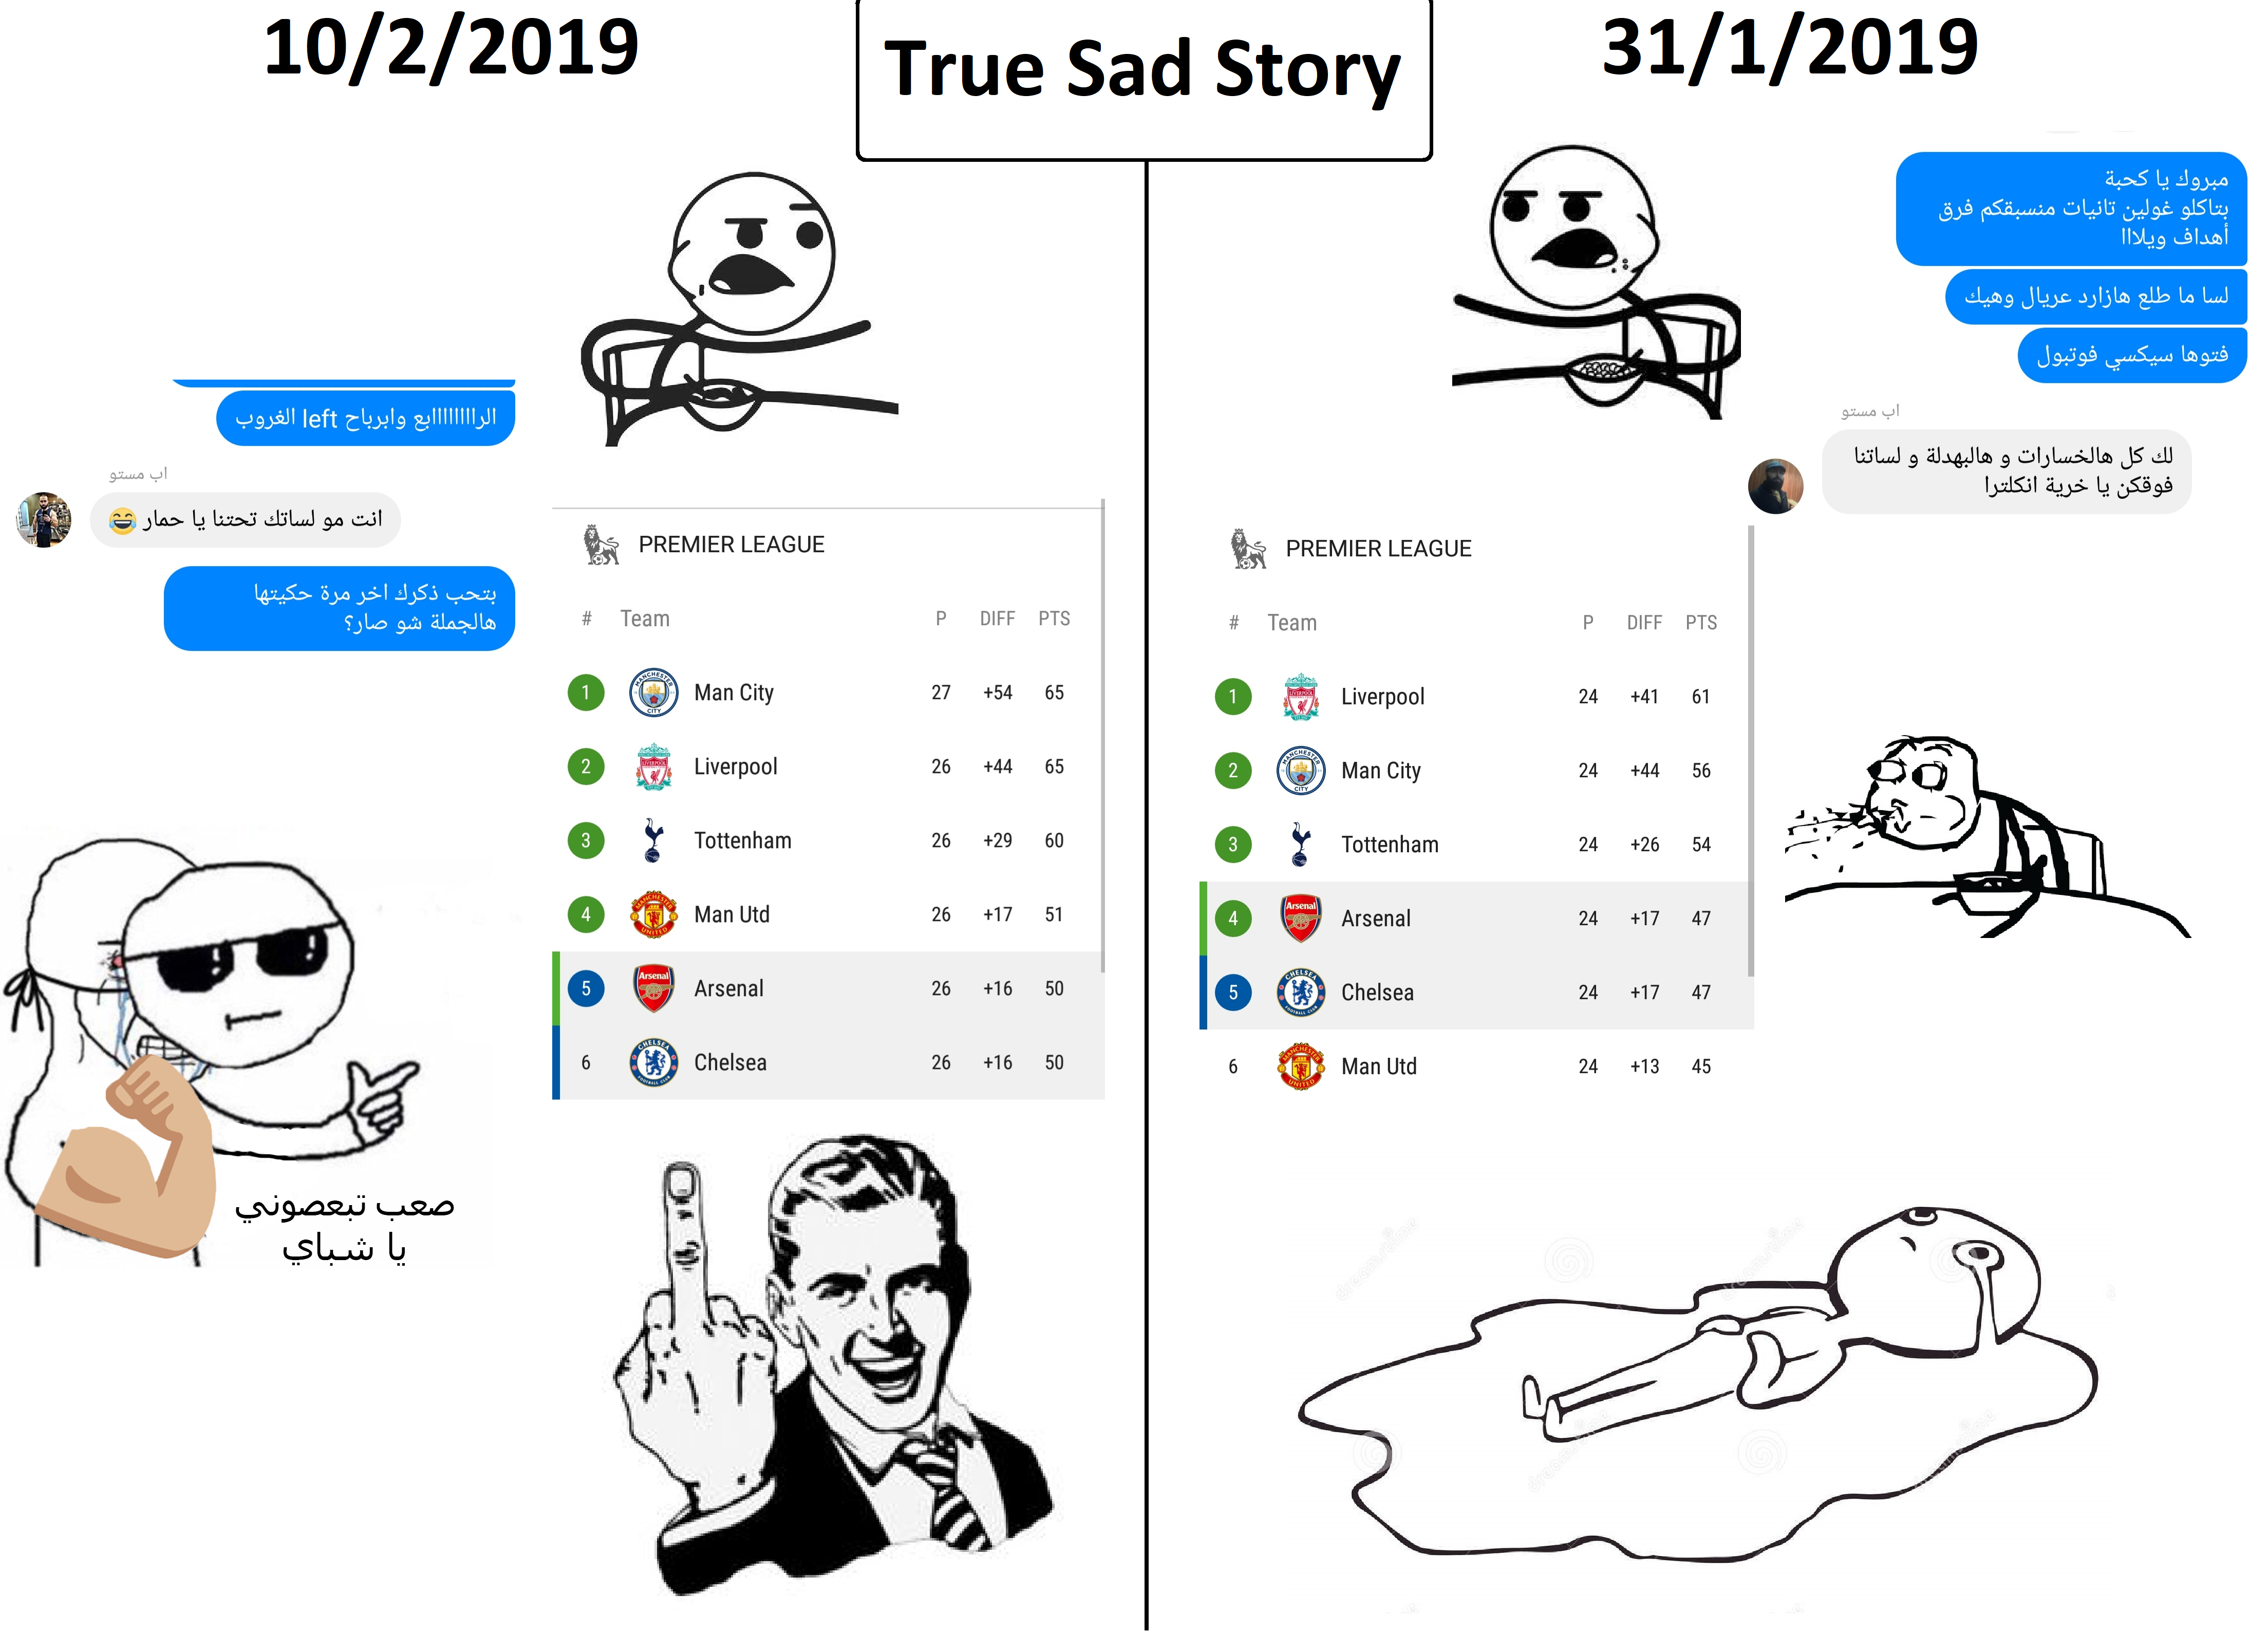 10/2/2019
True Sad Story
31/1/2019
مبروك يا كحبة
بتاكلو غولين تانيات منسبقكم فرق
أهداف ويلااا
لسا ما طلع هازارد عريال وهيك
فتوها سيكسي فوتبول
اب مستو
لك كل هالخسارات و هالبهدلة و لساتنا
فوقكن يا خرية انكلترا
PREMIER LEAGUE
# Team P DIFF PTS
1 Liverpool 24 +41 61
2 Man City 24 +44 56
3 Tottenham 24 +26 54
4 Arsenal 24 +17 47
5 Chelsea 24 +17 47
6 Man Utd 24 +13 45
الراااااااابع وابرباح left الغروب
اب مستو
انت مو لساتك تحتنا يا حمار 😂
بتحب ذكرك اخر مرة حكيتها
هالجملة شو صار؟
PREMIER LEAGUE
# Team P DIFF PTS
1 Man City 27 +54 65
2 Liverpool 26 +44 65
3 Tottenham 26 +29 60
4 Man Utd 26 +17 51
5 Arsenal 26 +16 50
6 Chelsea 26 +16 50
صعب تبعصوني
يا شباي